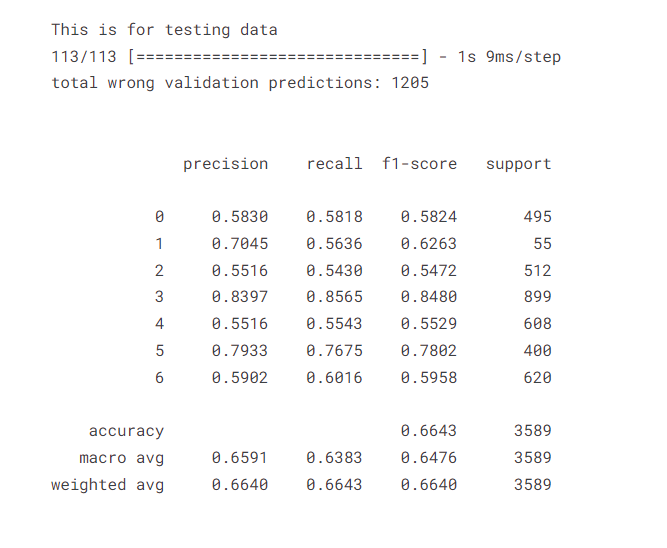 This is for testing data
113/113 [==============================] - 1s 9ms/step
total wrong validation predictions: 1205
precision recall f1-score support
0 0.5830 0.5818 0.5824 495
1 0.7045 0.5636 0.6263 55
2 0.5516 0.5430 0.5472 512
3 0.8397 0.8565 0.8480 899
4 0.5516 0.5543 0.5529 608
5 0.7933 0.7675 0.7802 400
6 0.5902 0.6016 0.5958 620
accuracy 0.6643 3589
macro avg 0.6591 0.6383 0.6476 3589
weighted avg 0.6640 0.6643 0.6640 3589